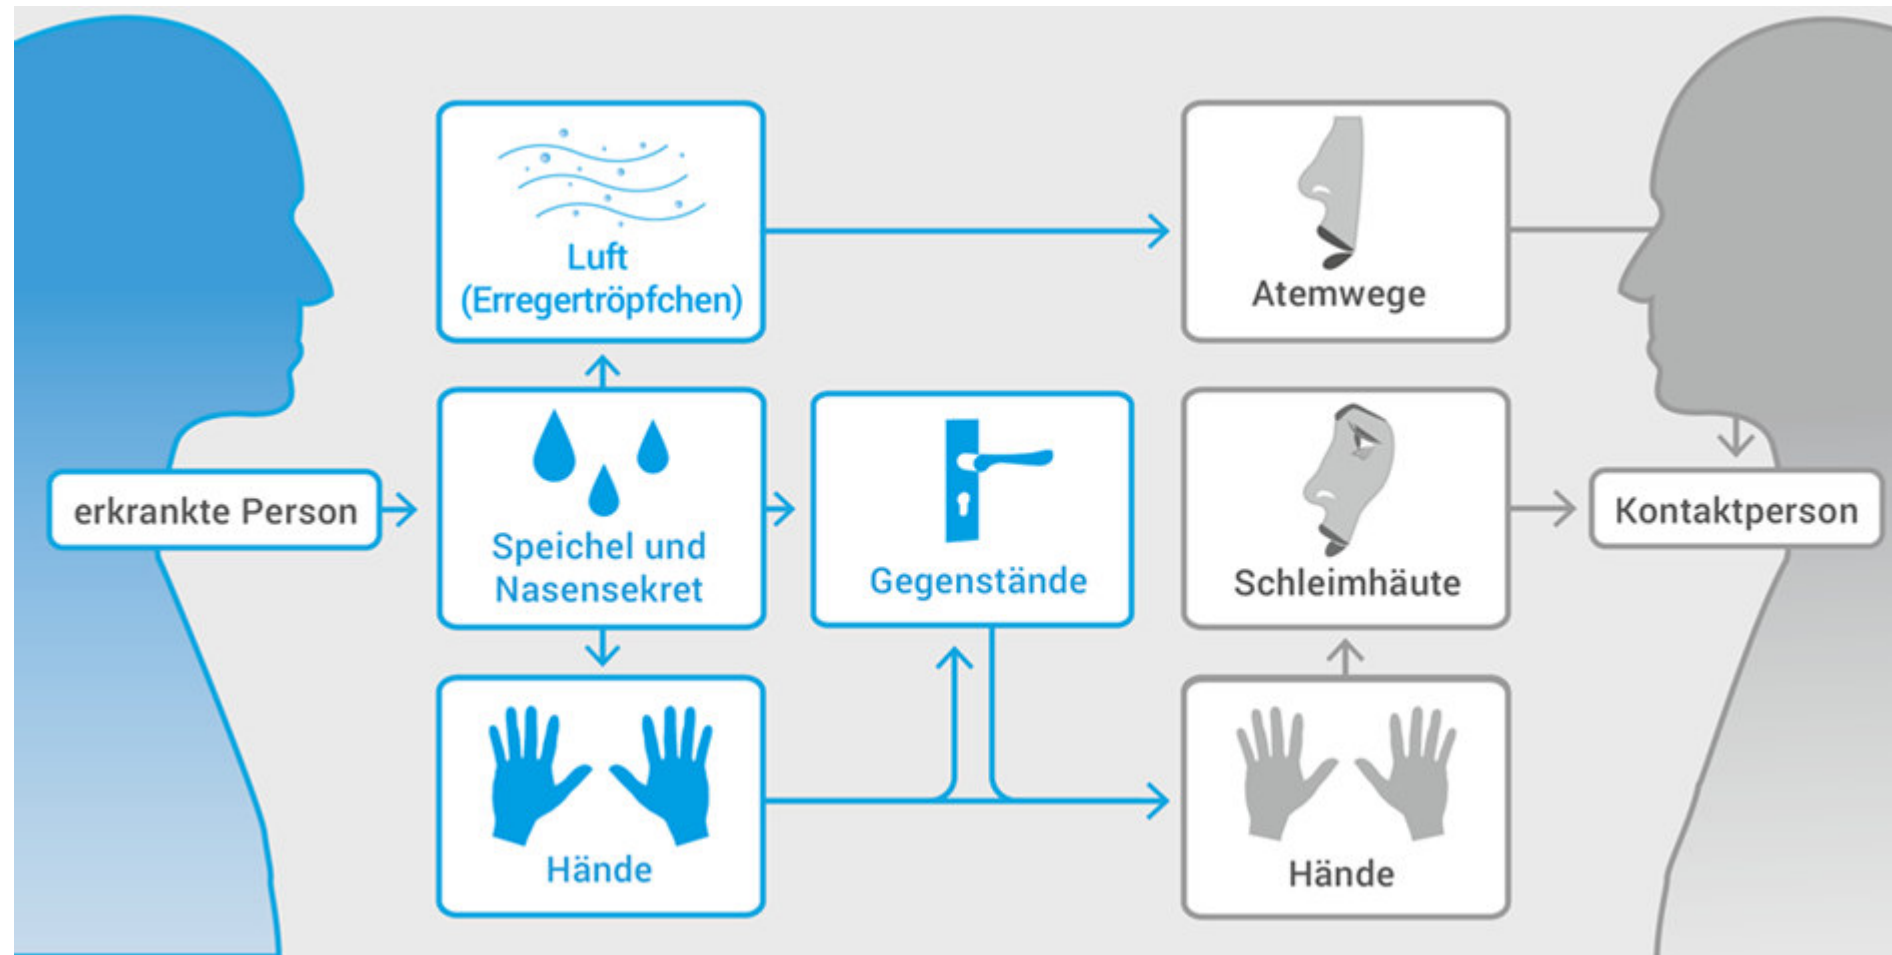 Luft
(Erregertröpfchen)
Atemwege
erkrankte Person
Speichel und
Nasensekret
Gegenstände
Schleimhäute
Kontaktperson
Hände
Hände